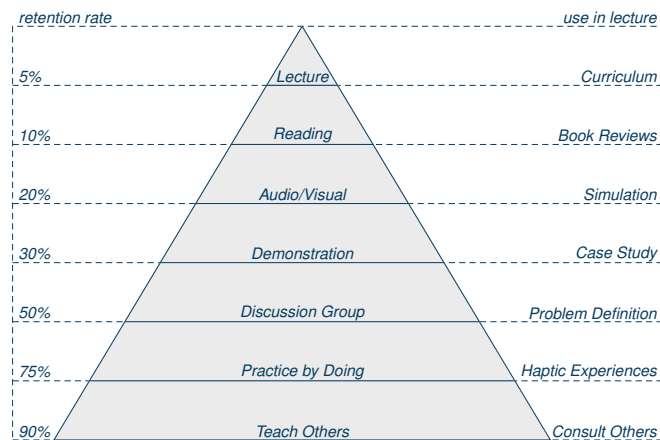 retention rate use in lecture
5% Lecture Curriculum
10% Reading Book Reviews
20% Audio/Visual Simulation
30% Demonstration Case Study
50% Discussion Group Problem Definition
75% Practice by Doing Haptic Experiences
90% Teach Others Consult Others